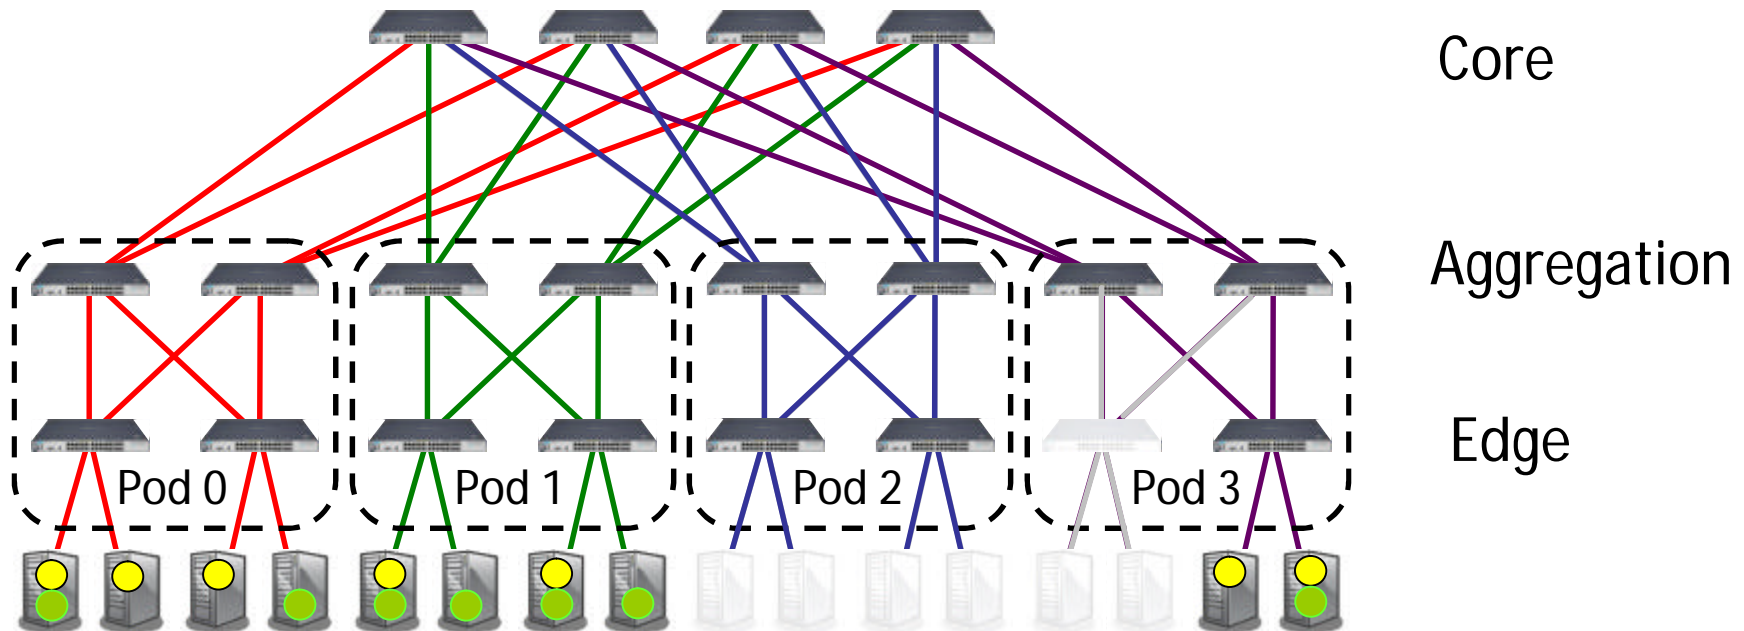 Core
Aggregation
Edge
Pod 0
Pod 1
Pod 2
Pod 3